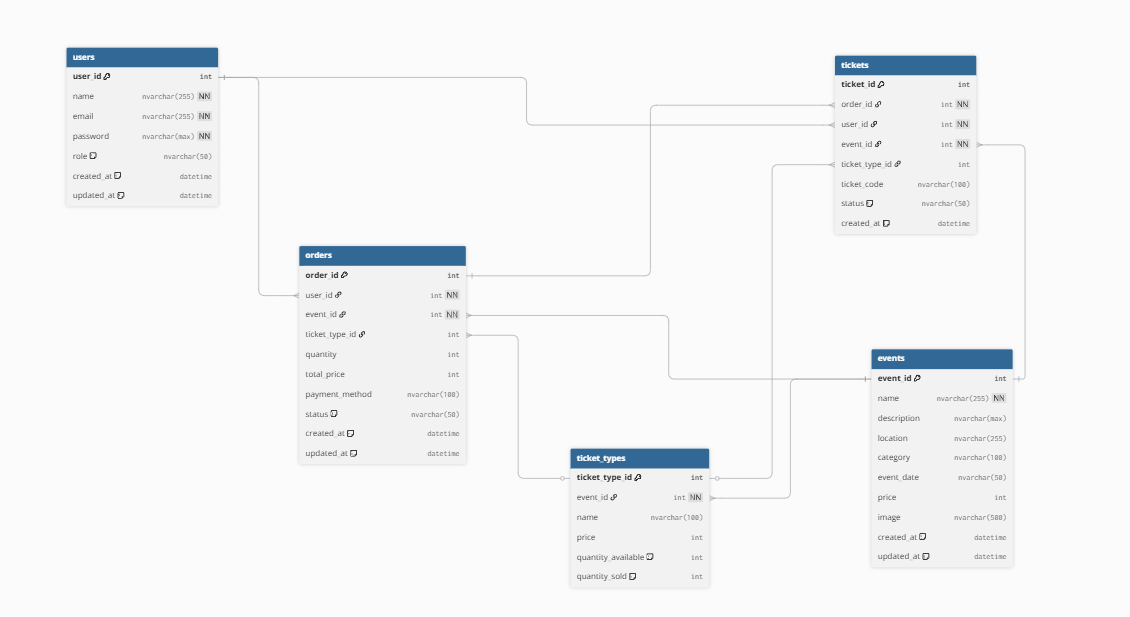 users
user_id int
name nvarchar(255) NN
email nvarchar(255) NN
password nvarchar(max) NN
role nvarchar(50)
created_at datetime
updated_at datetime
tickets
ticket_id int
order_id int NN
user_id int NN
event_id int NN
ticket_type_id int
ticket_code nvarchar(100)
status nvarchar(50)
created_at datetime
orders
order_id int
user_id int NN
event_id int NN
ticket_type_id int
quantity int
total_price int
payment_method nvarchar(100)
status nvarchar(50)
created_at datetime
updated_at datetime
events
event_id int
name nvarchar(255) NN
description nvarchar(max)
location nvarchar(255)
category nvarchar(100)
event_date nvarchar(50)
price int
image nvarchar(500)
created_at datetime
updated_at datetime
ticket_types
ticket_type_id int
event_id int NN
name nvarchar(100)
price int
quantity_available int
quantity_sold int